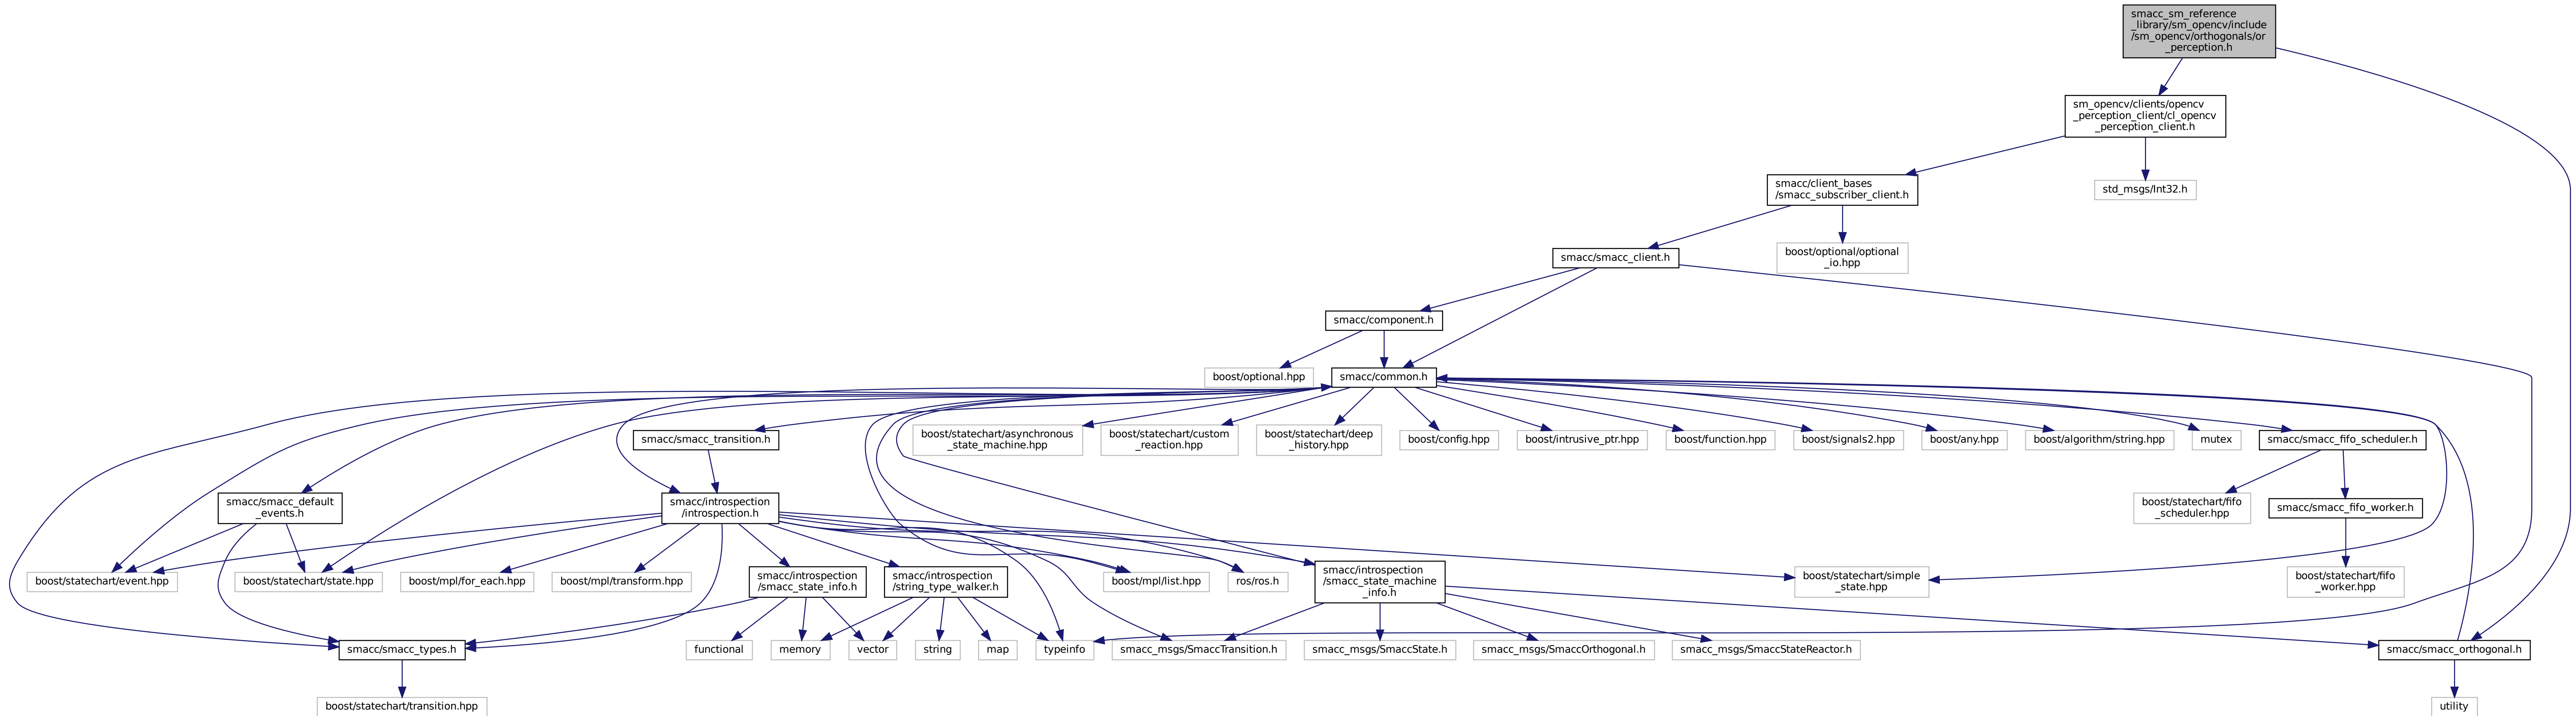 smacc_sm_reference
_library/sm_opencv/include
/sm_opencv/orthogonals/or
_perception.h
sm_opencv/clients/opencv
_perception_client/cl_opencv
_perception_client.h
smacc/client_bases
/smacc_subscriber_client.h
std_msgs/Int32.h
smacc/smacc_client.h
boost/optional/optional
_io.hpp
smacc/component.h
boost/optional.hpp
smacc/common.h
smacc/smacc_transition.h
boost/statechart/asynchronous
_state_machine.hpp
boost/statechart/custom
_reaction.hpp
boost/statechart/deep
_history.hpp
boost/config.hpp
boost/intrusive_ptr.hpp
boost/function.hpp
boost/signals2.hpp
boost/any.hpp
boost/algorithm/string.hpp
mutex
smacc/smacc_fifo_scheduler.h
smacc/smacc_default
_events.h
smacc/introspection
/introspection.h
boost/statechart/fifo
_scheduler.hpp
smacc/smacc_fifo_worker.h
boost/statechart/event.hpp
boost/statechart/state.hpp
boost/mpl/for_each.hpp
boost/mpl/transform.hpp
smacc/introspection
/smacc_state_info.h
smacc/introspection
/string_type_walker.h
boost/mpl/list.hpp
ros/ros.h
smacc/introspection
/smacc_state_machine
_info.h
boost/statechart/simple
_state.hpp
boost/statechart/fifo
_worker.hpp
smacc/smacc_types.h
functional
memory
vector
string
map
typeinfo
smacc_msgs/SmaccTransition.h
smacc_msgs/SmaccState.h
smacc_msgs/SmaccOrthogonal.h
smacc_msgs/SmaccStateReactor.h
smacc/smacc_orthogonal.h
boost/statechart/transition.hpp
utility